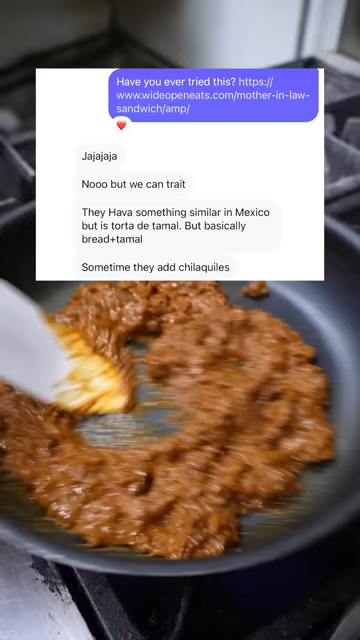 Have you ever tried this? https://
www.wideopeneats.com/mother-in-law-
sandwich/amp/
Jajajaja
Nooo but we can trait
They Hava something similar in Mexico
but is torta de tamal. But basically
bread+tamal
Sometime they add chilaquiles